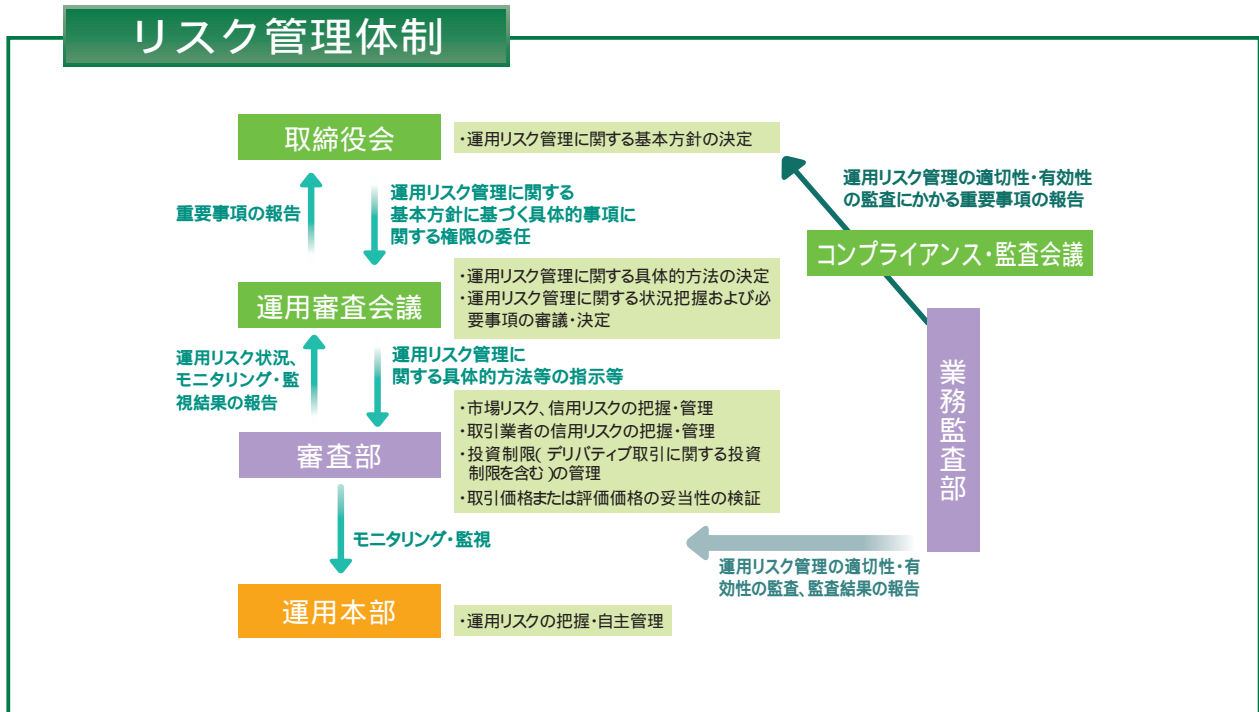 リスク管理体制
取締役会
・運用リスク管理に関する基本方針の決定
重要事項の報告
運用リスク管理に関する
基本方針に基づく具体的事項に
関する権限の委任
運用リスク管理の適切性・有効性
の監査にかかる重要事項の報告
コンプライアンス・監査会議
運用審査会議
・運用リスク管理に関する具体的方法の決定
・運用リスク管理に関する状況把握および必
要事項の審議・決定
運用リスク状況、
モニタリング・監
視結果の報告
運用リスク管理に
関する具体的方法等の指示等
業務監査部
審査部
・市場リスク、信用リスクの把握・管理
・取引業者の信用リスクの把握・管理
・投資制限(デリバティブ取引に関する投資
制限を含む)の管理
・取引価格または評価価格の妥当性の検証
モニタリング・監視
運用リスク管理の適切性・有
効性の監査、監査結果の報告
運用本部
・運用リスクの把握・自主管理